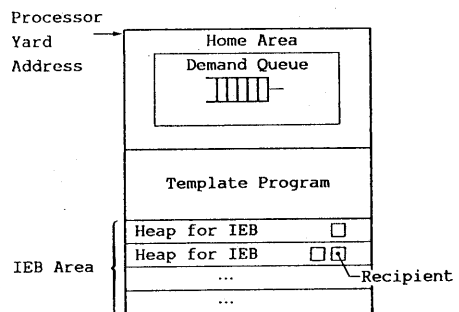 Processor
Yard
Address
Home Area
Demand Queue
Template Program
Heap for IEB
Heap for IEB
IEB Area
Recipient
...
...